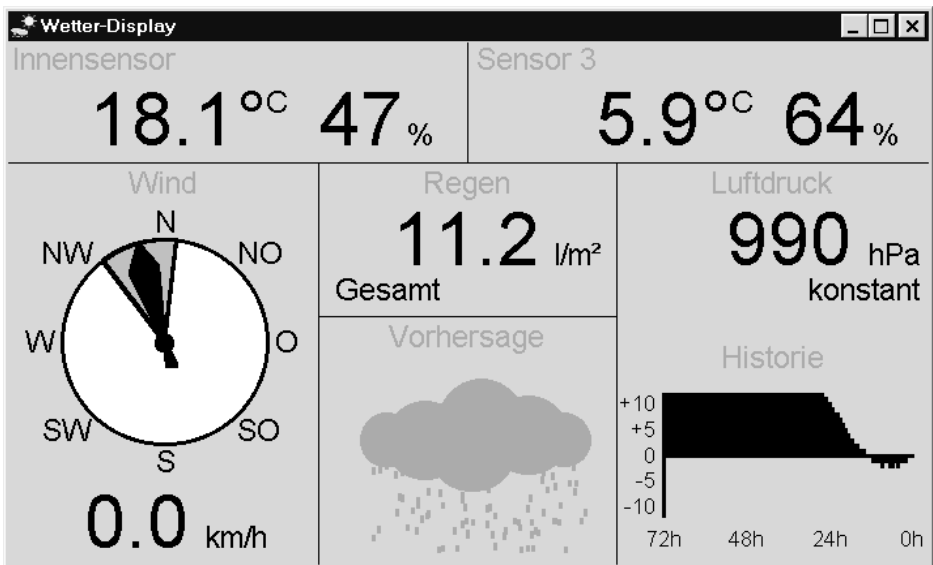 Wetter-Display
Innensensor
18.1°C 47 %
Sensor 3
5.9°C 64 %
Wind
N
NW
NO
W
O
SW
SO
S
0.0 km/h
Regen
11.2 l/m²
Gesamt
Vorhersage
Luftdruck
990 hPa
konstant
Historie
+10
+5
0
-5
-10
72h 48h 24h 0h